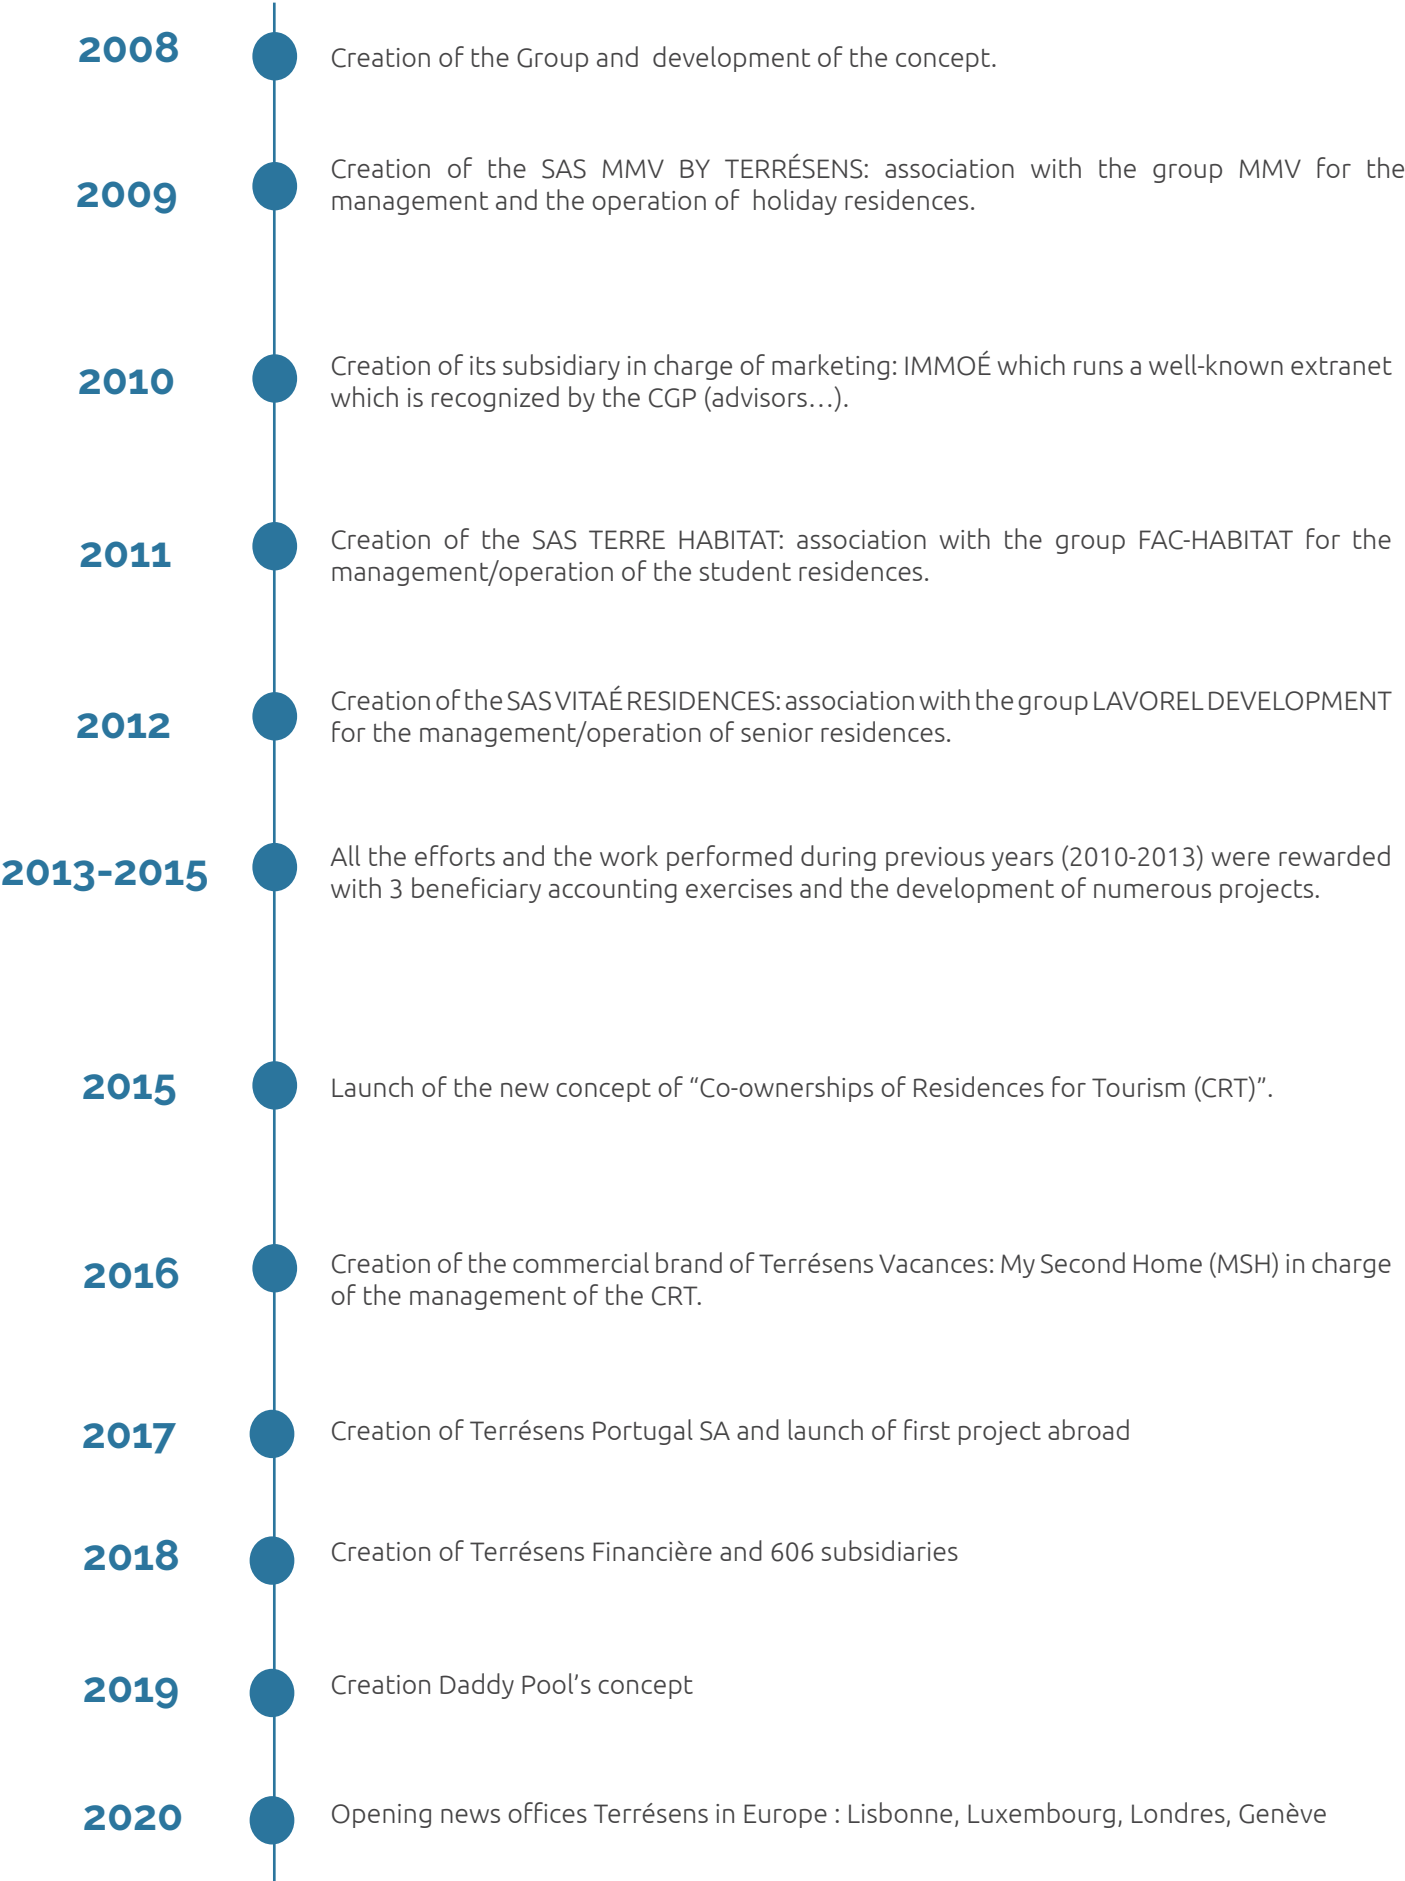 2008
Creation of the Group and development of the concept.
2009
Creation of the SAS MMV BY TERRÉSENS: association with the group MMV for the
management and the operation of holiday residences.
2010
Creation of its subsidiary in charge of marketing: IMMOÉ which runs a well-known extranet
which is recognized by the CGP (advisors…).
2011
Creation of the SAS TERRE HABITAT: association with the group FAC-HABITAT for the
management/operation of the student residences.
2012
Creation of the SAS VITAÉ RESIDENCES: association with the group LAVOREL DEVELOPMENT
for the management/operation of senior residences.
2013-2015
All the efforts and the work performed during previous years (2010-2013) were rewarded
with 3 beneficiary accounting exercises and the development of numerous projects.
2015
Launch of the new concept of “Co-ownerships of Residences for Tourism (CRT)”.
2016
Creation of the commercial brand of Terrésens Vacances: My Second Home (MSH) in charge
of the management of the CRT.
2017
Creation of Terrésens Portugal SA and launch of first project abroad
2018
Creation of Terrésens Financière and 606 subsidiaries
2019
Creation Daddy Pool’s concept
2020
Opening news offices Terrésens in Europe : Lisbonne, Luxembourg, Londres, Genève